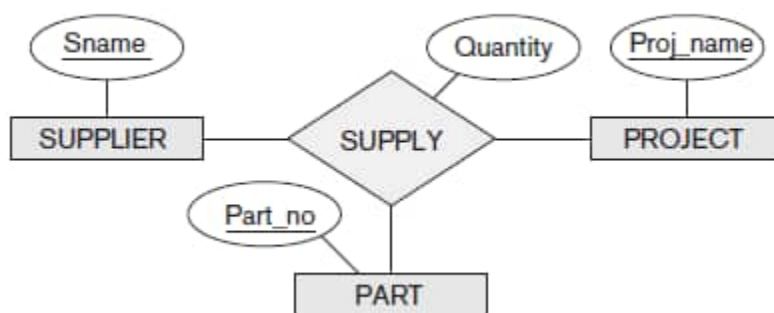 Sname
Quantity
Proj_name
SUPPLIER
SUPPLY
PROJECT
Part_no
PART